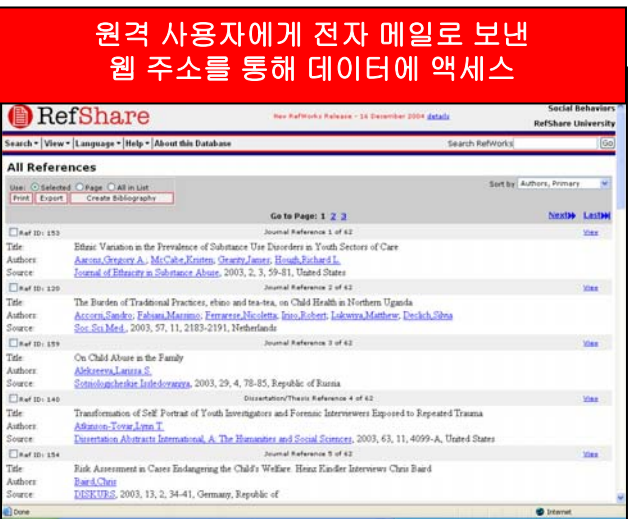 원격 사용자에게 전자 메일로 보낸
웹 주소를 통해 데이터에 액세스
RefShare
New RefWorks Release - 16 December 2004 details
Social Behaviors
RefShare University
Search View Language Help About this Database
Search RefWorks Go
All References
Use: Selected Page All in List
Sort by Authors, Primary
Print Export Create Bibliography
Go to Page: 1 2 3 Next Last
Ref ID: 153 Journal Reference 1 of 62 View
Title: Ethnic Variation in the Prevalence of Substance Use Disorders in Youth Sectors of Care
Authors: Aarons,Gregory A.; McCabe,Kristen; Gearity,James; Hough,Richard L.
Source: Journal of Ethnicity in Substance Abuse, 2003, 2, 3, 59-81, United States
Ref ID: 120 Journal Reference 2 of 62 View
Title: The Burden of Traditional Practices, ebino and tea-tea, on Child Health in Northern Uganda
Authors: Accorsi,Sandro; Fabiani,Massimo; Ferrarese,Nicoletta; Iriso,Robert; Lukwiya,Matthew; Declich,Silvia
Source: Soc.Sci.Med., 2003, 57, 11, 2183-2191, Netherlands
Ref ID: 159 Journal Reference 3 of 62 View
Title: On Child Abuse in the Family
Authors: Alekseeva,Larissa S.
Source: Sotsiologicheskie Issledovaniya, 2003, 29, 4, 78-85, Republic of Russia
Ref ID: 140 Dissertation/Thesis Reference 4 of 62 View
Title: Transformation of Self Portrait of Youth Investigators and Forensic Interviewers Exposed to Repeated Trauma
Authors: Atkinson-Tovar,Lynn T.
Source: Dissertation Abstracts International, A: The Humanities and Social Sciences, 2003, 63, 11, 4099-A, United States
Ref ID: 154 Journal Reference 5 of 62 View
Title: Risk Assessment in Cases Endangering the Child's Welfare. Heinz Kindler Interviews Chris Baird
Authors: Baird,Chris
Source: DISKURS, 2003, 13, 2, 34-41, Germany, Republic of
Done Internet